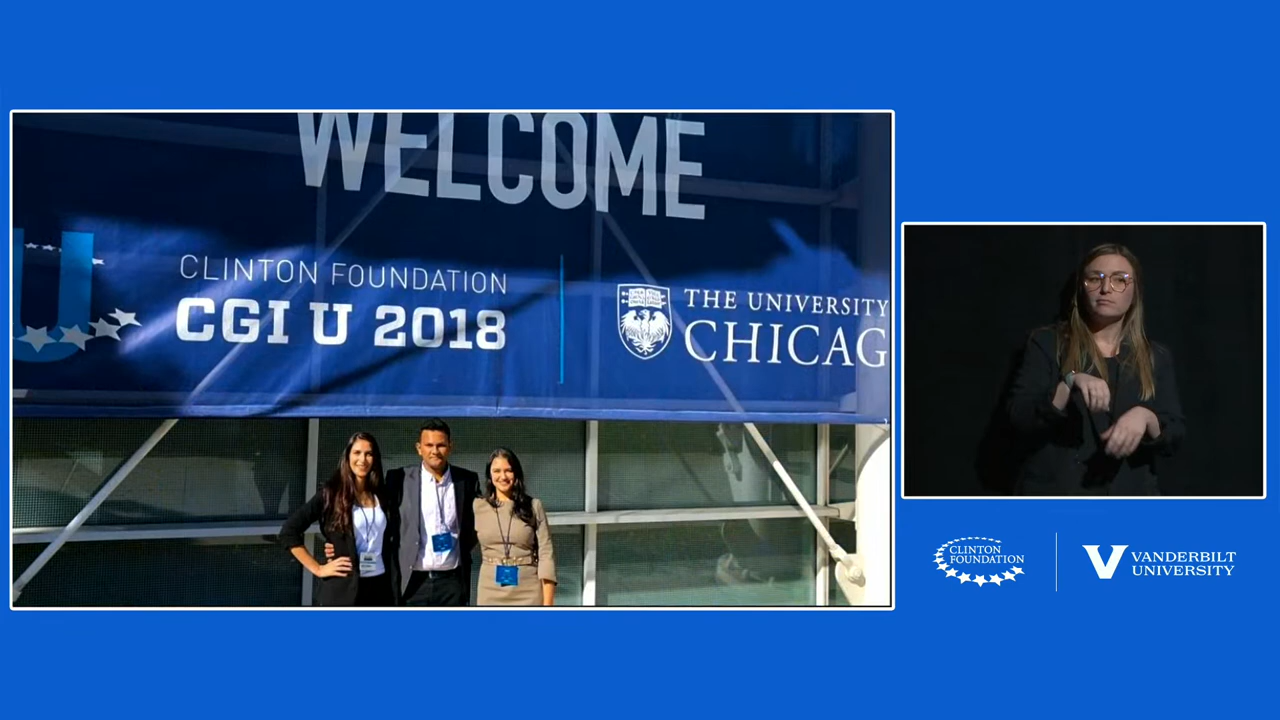 WELCOME
U
CLINTON FOUNDATION
CGI U 2018
THE UNIVERSITY
CHICAG
CLINTON
FOUNDATION
VANDERBILT
UNIVERSITY